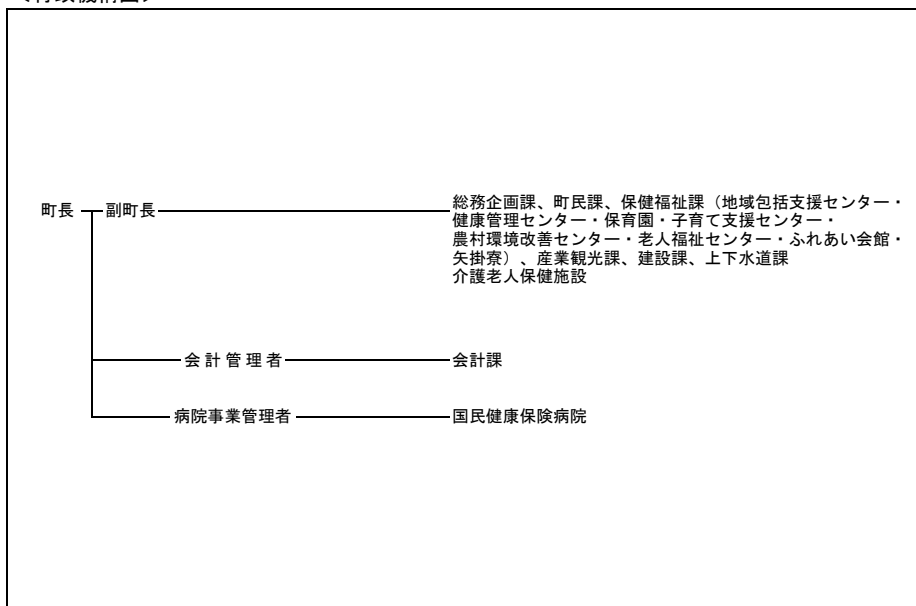 町長 副町長 総務企画課、町民課、保健福祉課（地域包括支援センター・
健康管理センター・保育園・子育て支援センター・
農村環境改善センター・老人福祉センター・ふれあい会館・
矢掛寮）、産業観光課、建設課、上下水道課
介護老人保健施設
会計管理者 会計課
病院事業管理者 国民健康保険病院